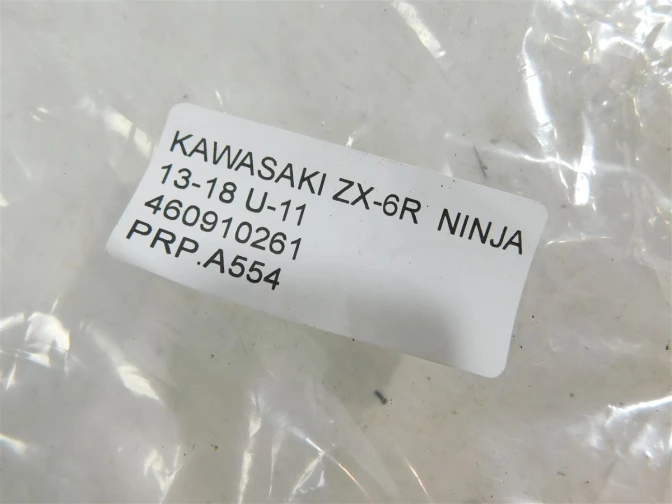 KAWASAKI ZX-6R NINJA
13-18 U-11
460910261
PRP.A554